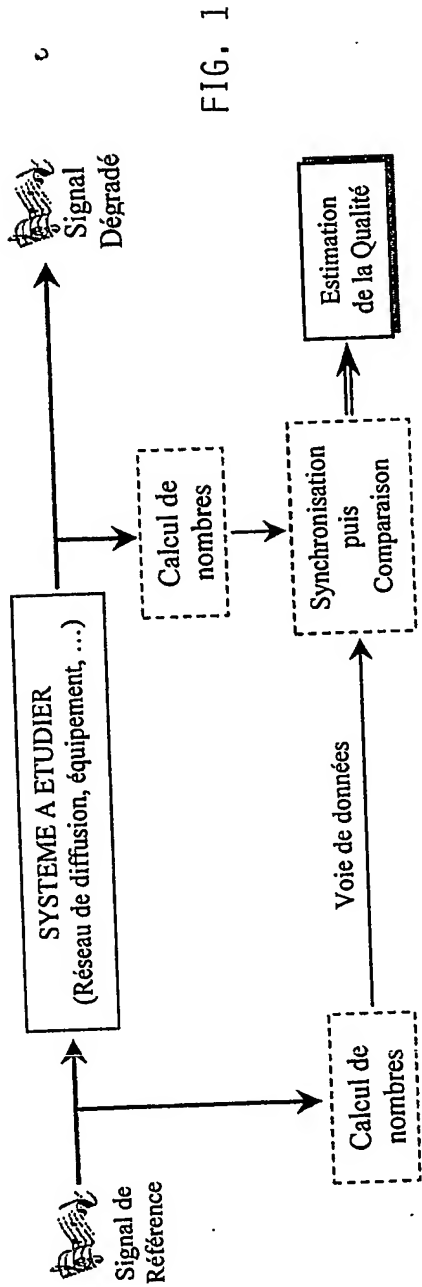 Signal de
Référence
SYSTEME A ETUDIER
(Réseau de diffusion, équipement, ...)
Signal
Dégradé
Calcul de
nombres
Calcul de
nombres
Voie de données
Synchronisation
puis
Comparaison
Estimation
de la Qualité
FIG. 1